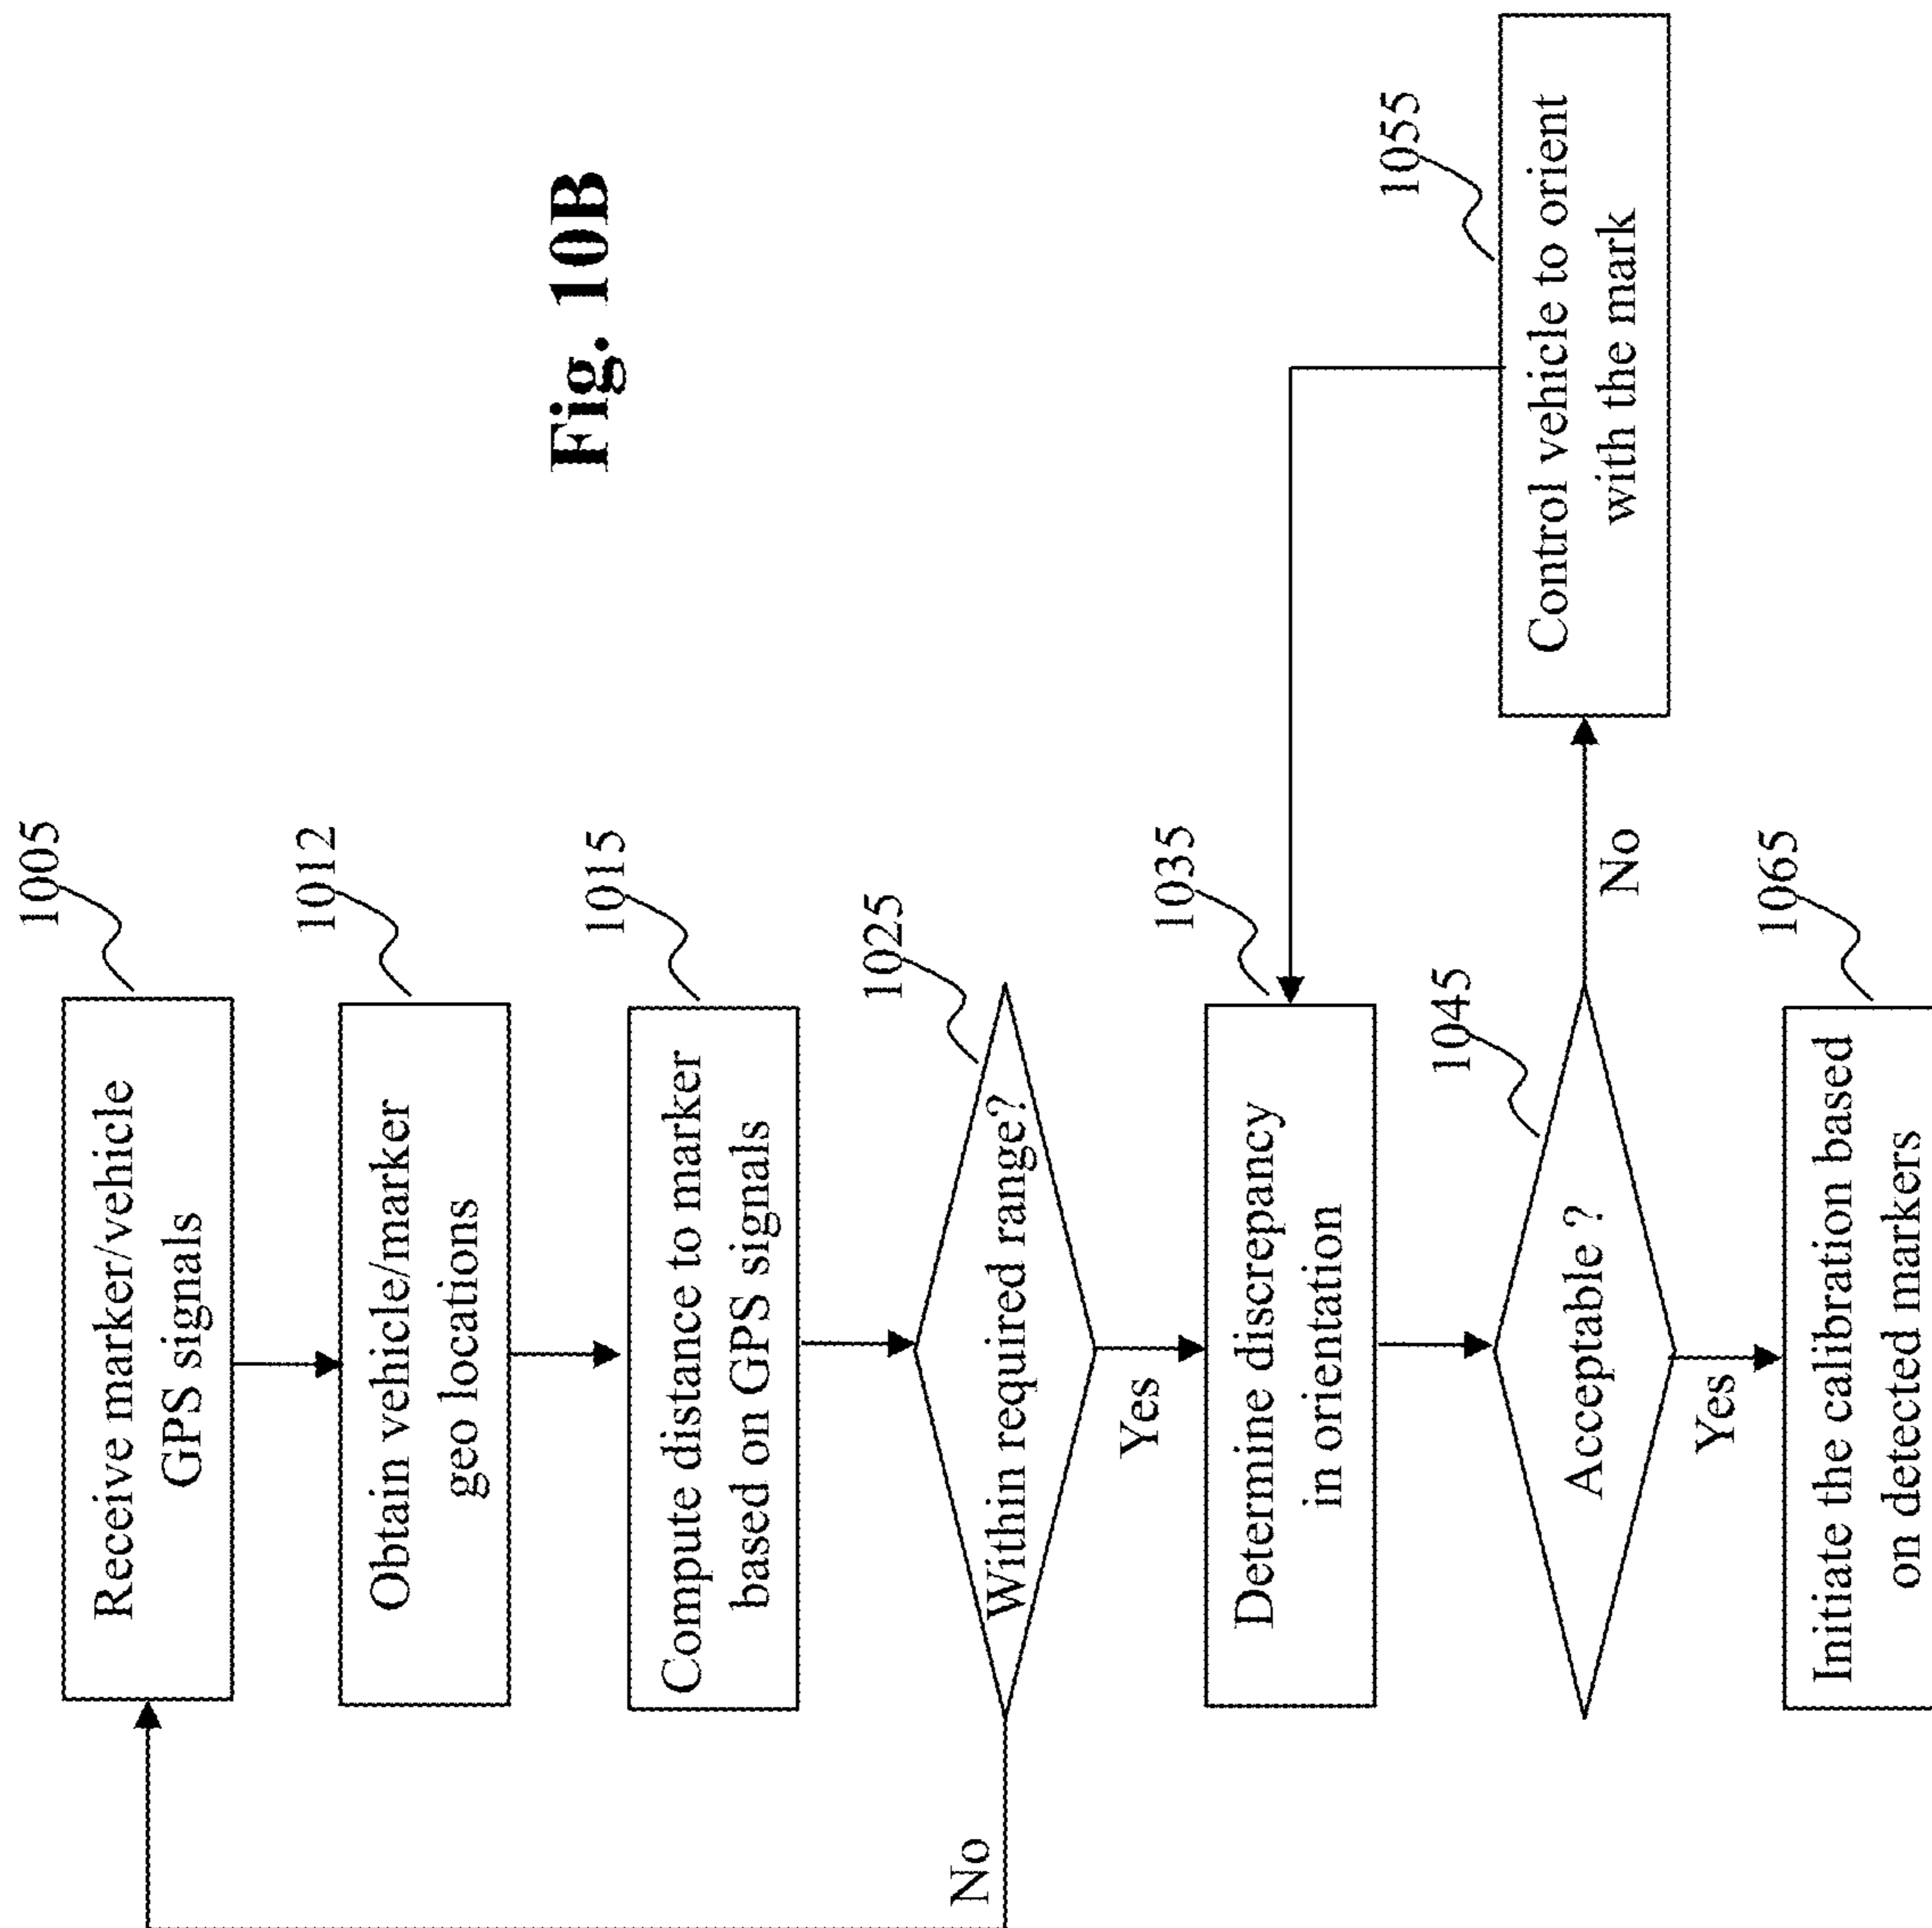 1005
Receive marker/vehicle
GPS signals
1012
Obtain vehicle/marker
geo locations
1015
Compute distance to marker
based on GPS signals
Fig. 10B
1025
Within required range?
No
Yes
1035
Determine discrepancy
in orientation
1045
Acceptable ?
No
1055
Control vehicle to orient
with the mark
Yes
1065
Initiate the calibration based
on detected markers